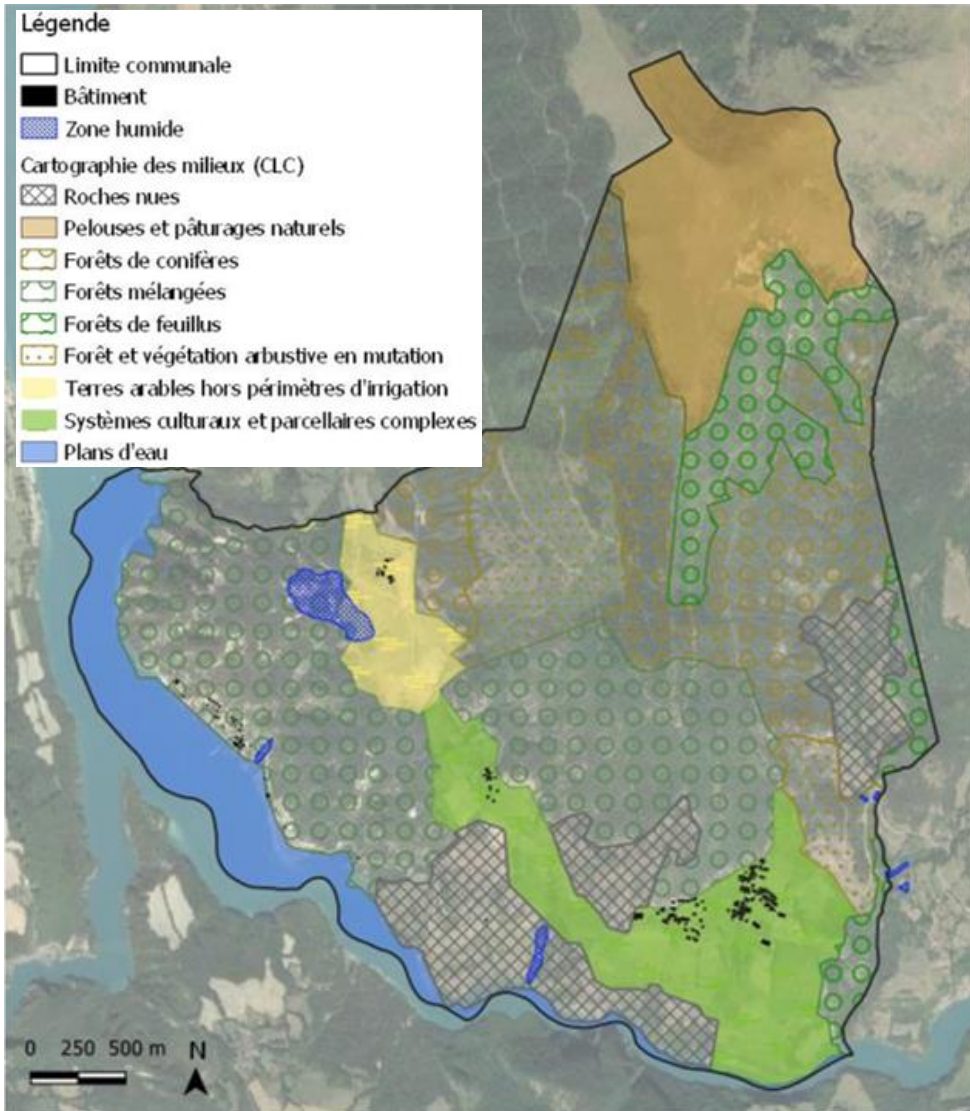 Légende
Limite communale
Bâtiment
Zone humide
Cartographie des milieux (CLC)
Roches nues
Pelouses et pâturages naturels
Forêts de conifères
Forêts mélangées
Forêts de feuillus
Forêt et végétation arbustive en mutation
Terres arables hors périmètres d'irrigation
Systèmes culturaux et parcellaires complexes
Plans d'eau
0 250 500 m N